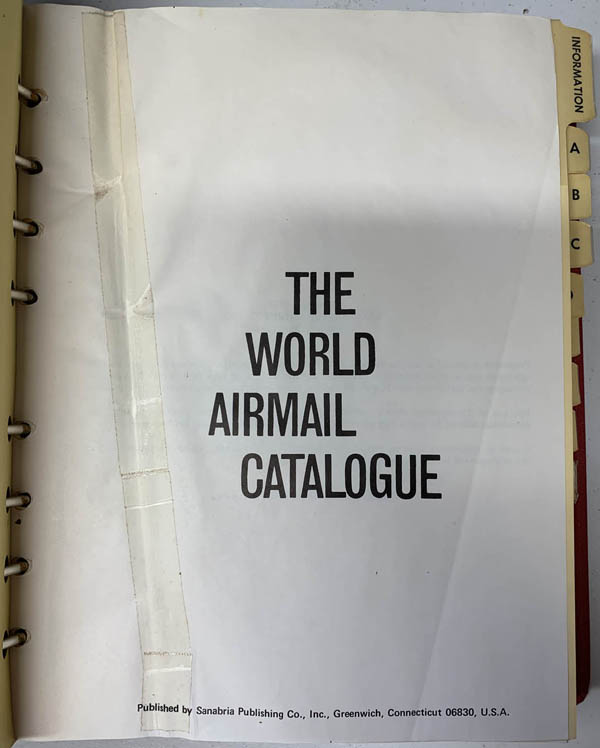 INFORMATION
A
B
C
THE
WORLD
AIRMAIL
CATALOGUE
Published by Sanabria Publishing Co., Inc., Greenwich, Connecticut 06830, U.S.A.